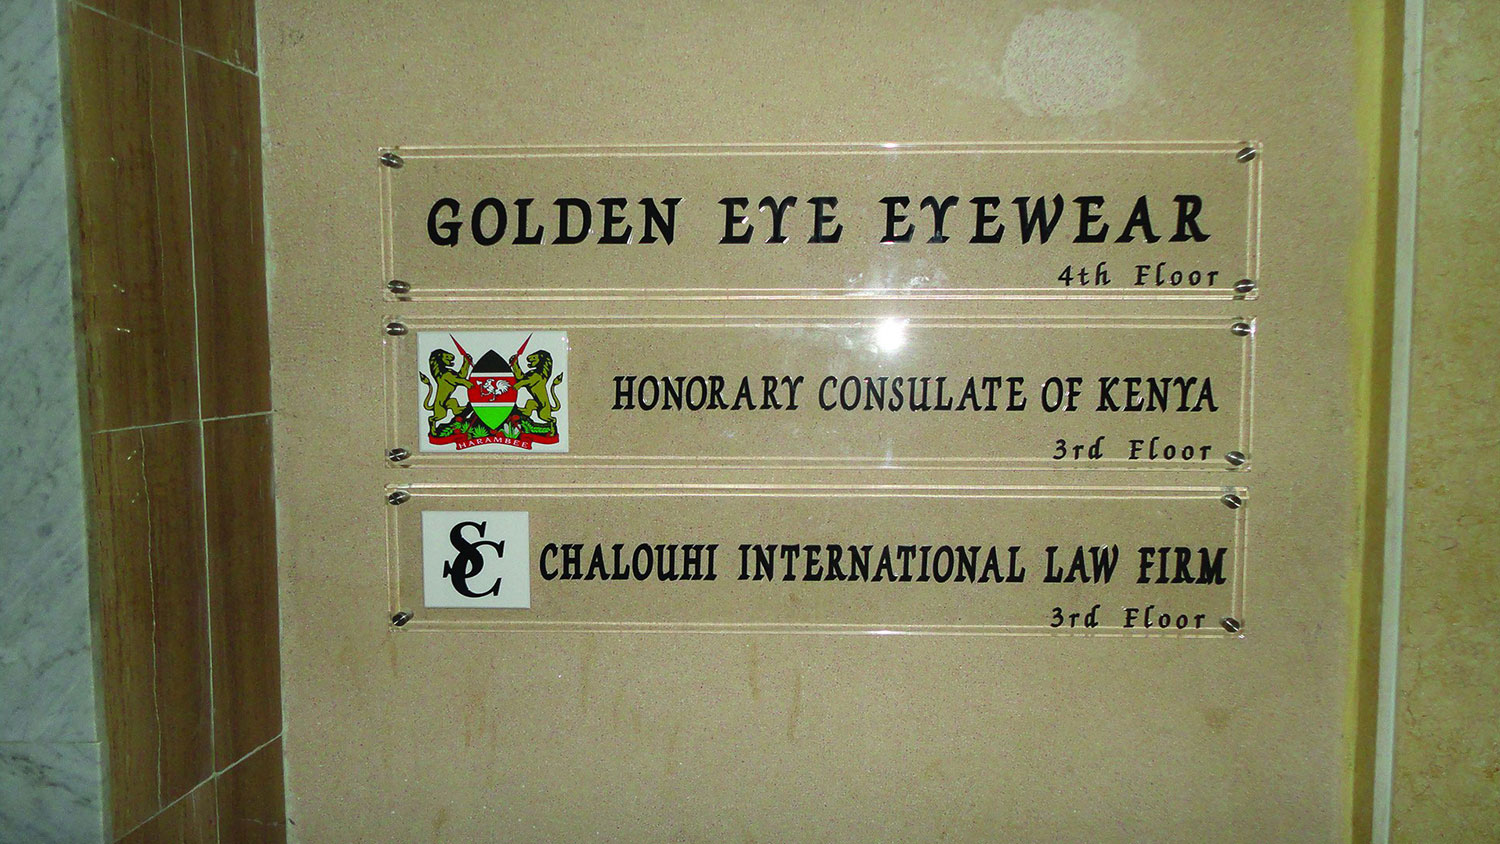 GOLDEN EYE EYEWEAR
4th Floor
HARAMBEE
HONORARY CONSULATE OF KENYA
3rd Floor
SC
CHALOUHI INTERNATIONAL LAW FIRM
3rd Floor